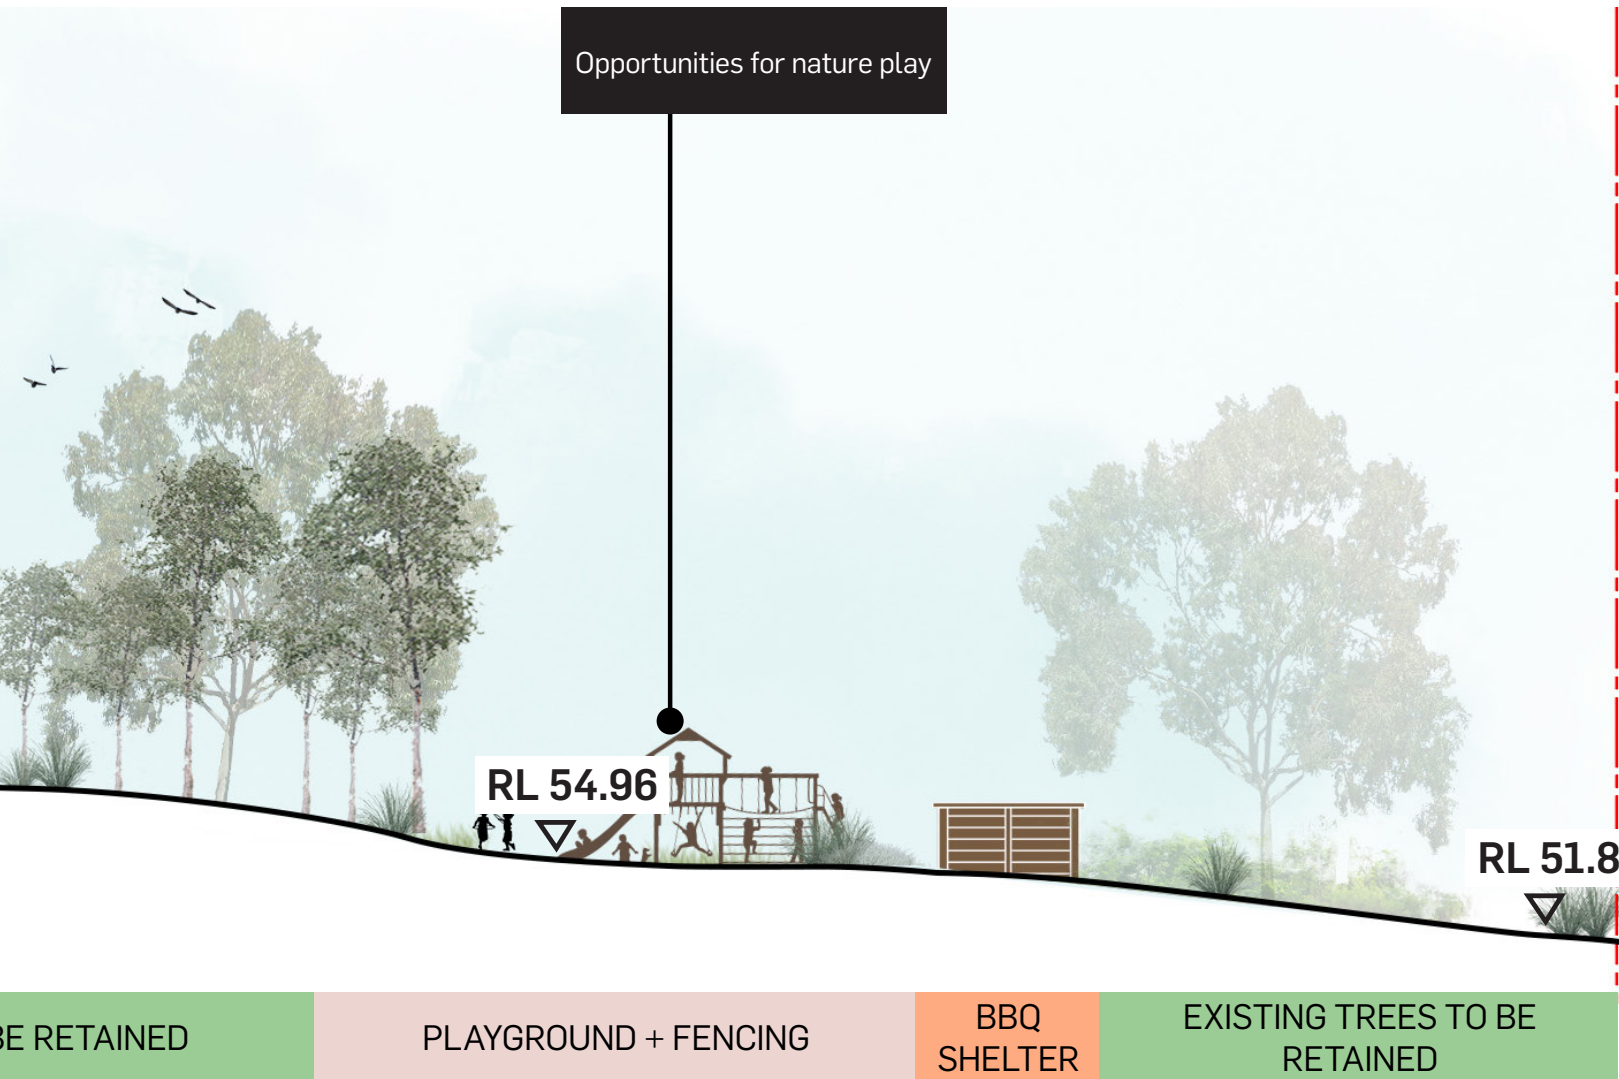 Opportunities for nature play
RL 54.96
RL 51.8
BE RETAINED
PLAYGROUND + FENCING
BBQ
SHELTER
EXISTING TREES TO BE
RETAINED